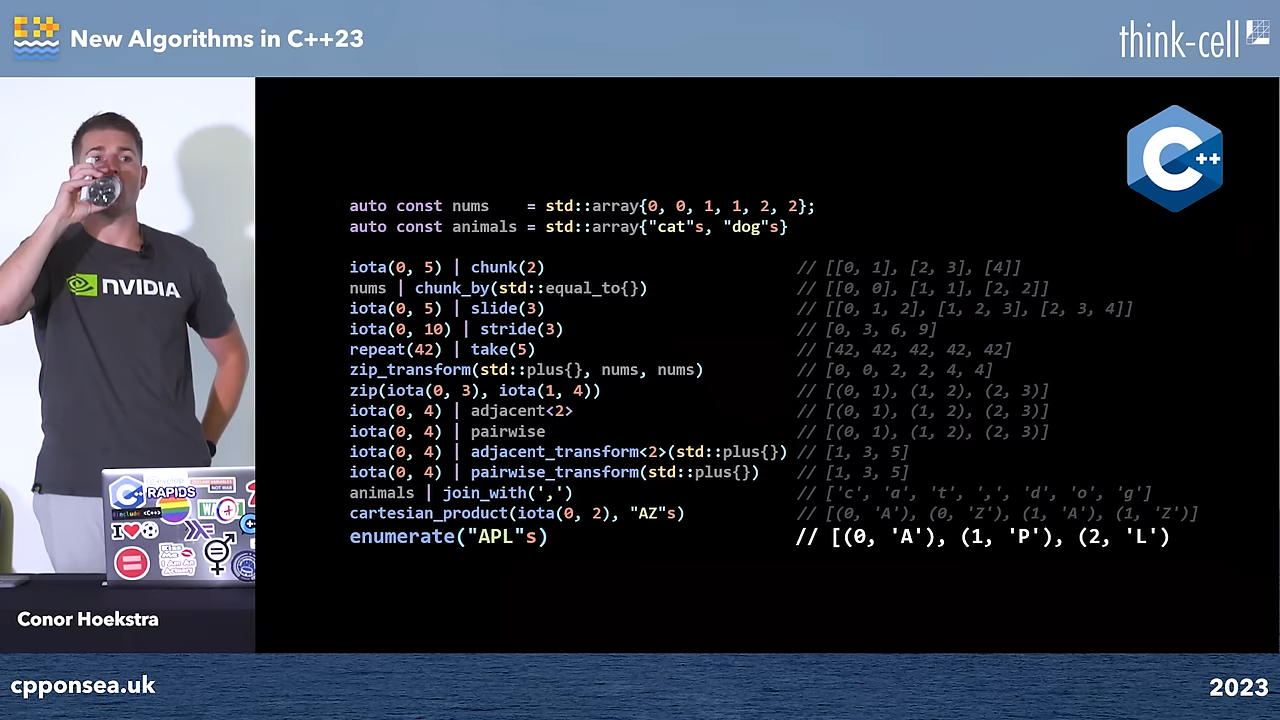 New Algorithms in C++23
think-cell
C++
auto const nums    = std::array{0, 0, 1, 1, 2, 2};
auto const animals = std::array{"cat"s, "dog"s}
iota(0, 5) | chunk(2) // [[0, 1], [2, 3], [4]]
nums | chunk_by(std::equal_to{}) // [[0, 0], [1, 1], [2, 2]]
iota(0, 5) | slide(3) // [[0, 1, 2], [1, 2, 3], [2, 3, 4]]
iota(0, 10) | stride(3) // [0, 3, 6, 9]
repeat(42) | take(5) // [42, 42, 42, 42, 42]
zip_transform(std::plus{}, nums, nums) // [0, 0, 2, 2, 4, 4]
zip(iota(0, 3), iota(1, 4)) // [(0, 1), (1, 2), (2, 3)]
iota(0, 4) | adjacent<2> // [(0, 1), (1, 2), (2, 3)]
iota(0, 4) | pairwise // [(0, 1), (1, 2), (2, 3)]
iota(0, 4) | adjacent_transform<2>(std::plus{}) // [1, 3, 5]
iota(0, 4) | pairwise_transform(std::plus{}) // [1, 3, 5]
animals | join_with(',') // ['c', 'a', 't', ',', 'd', 'o', 'g']
cartesian_product(iota(0, 2), "AZ"s) // [(0, 'A'), (0, 'Z'), (1, 'A'), (1, 'Z')]
enumerate("APL"s) // [(0, 'A'), (1, 'P'), (2, 'L')
NVIDIA
RAPIDS
#include <C++>
Conor Hoekstra
cpponsea.uk
2023